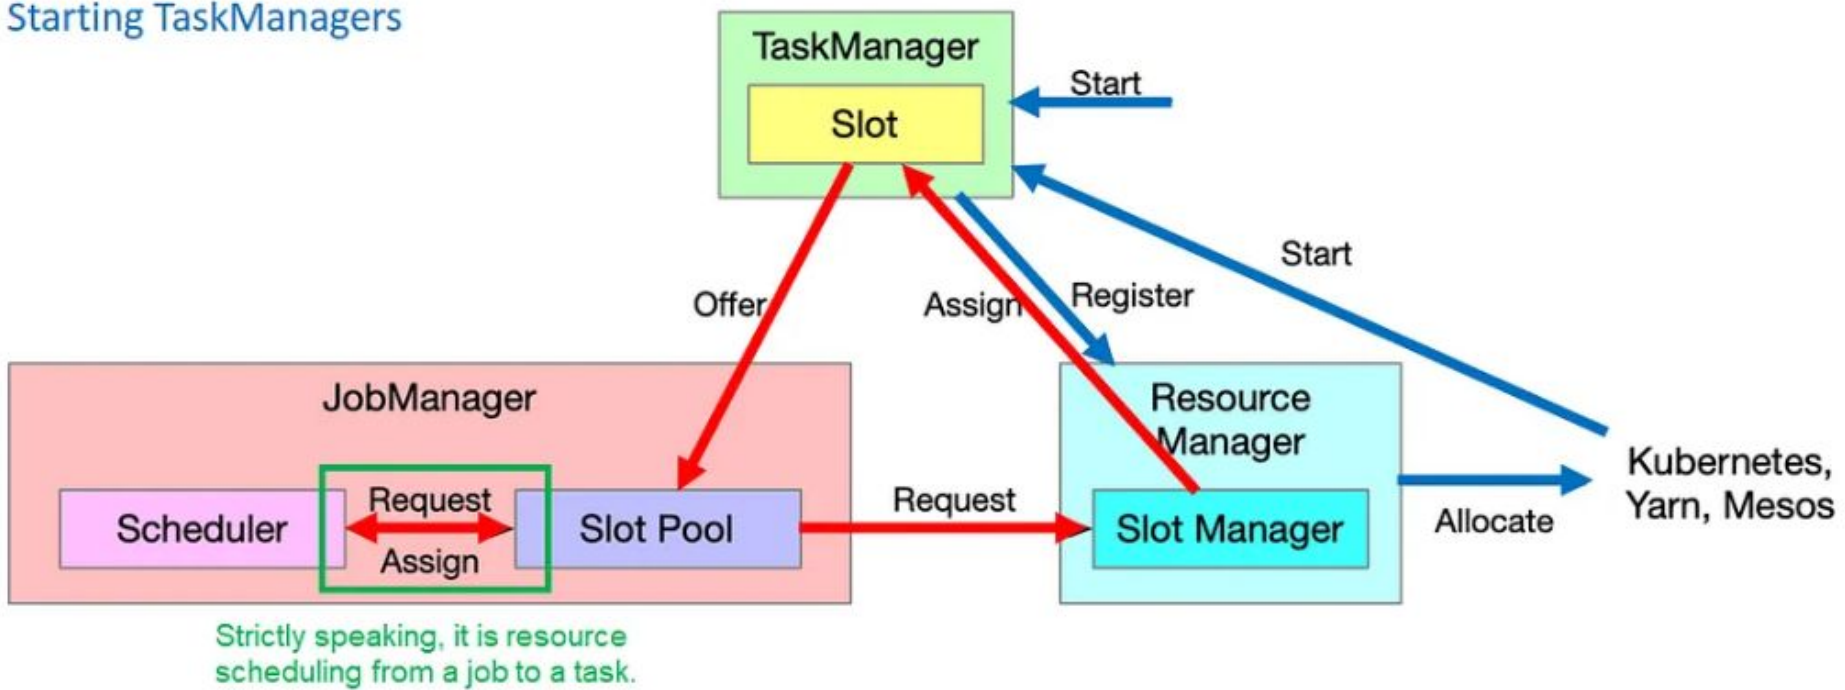 Starting TaskManagers
TaskManager
Start
Slot
Start
Offer
Assign
Register
JobManager
Resource
Manager
Request
Scheduler
Slot Pool
Assign
Request
Slot Manager
Allocate
Kubernetes,
Yarn, Mesos
Strictly speaking, it is resource
scheduling from a job to a task.